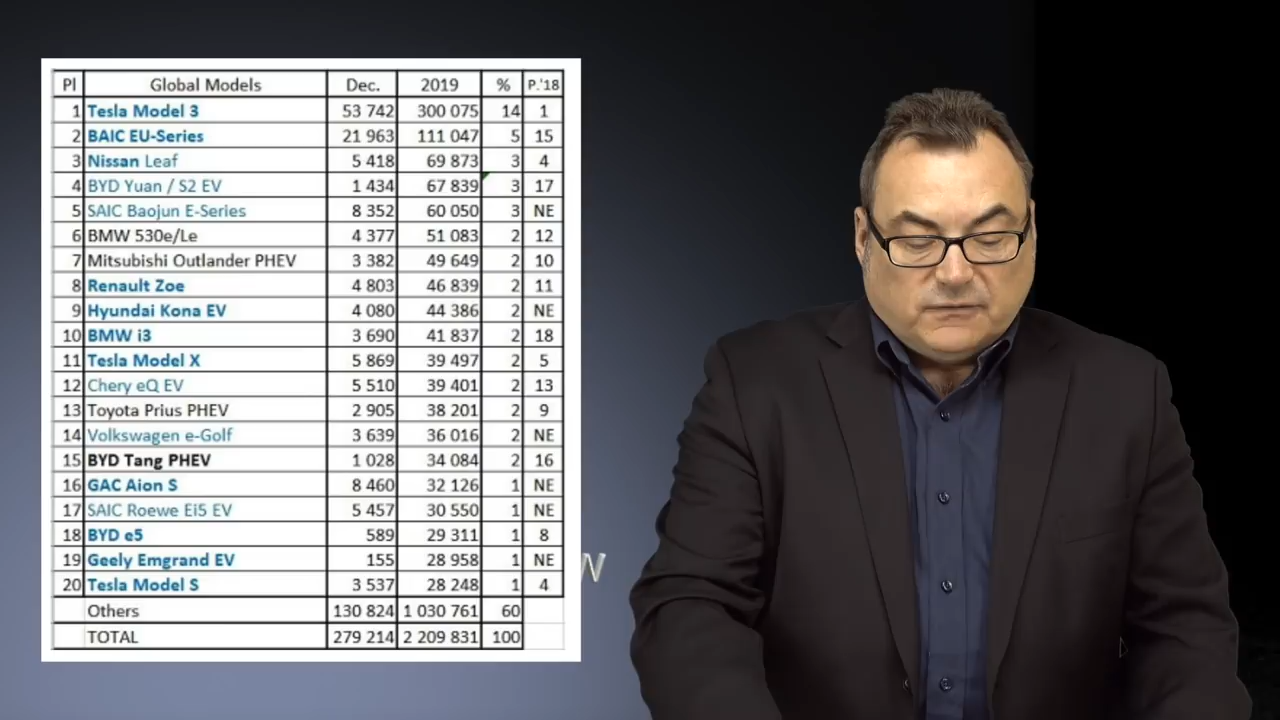 Pl Global Models Dec. 2019 % P.'18
1 Tesla Model 3 53 742 300 075 14 1
2 BAIC EU-Series 21 963 111 047 5 15
3 Nissan Leaf 5 418 69 873 3 4
4 BYD Yuan / S2 EV 1 434 67 839 3 17
5 SAIC Baojun E-Series 8 352 60 050 3 NE
6 BMW 530e/Le 4 377 51 083 2 12
7 Mitsubishi Outlander PHEV 3 382 49 649 2 10
8 Renault Zoe 4 803 46 839 2 11
9 Hyundai Kona EV 4 080 44 386 2 NE
10 BMW i3 3 690 41 837 2 18
11 Tesla Model X 5 869 39 497 2 5
12 Chery eQ EV 5 510 39 401 2 13
13 Toyota Prius PHEV 2 905 38 201 2 9
14 Volkswagen e-Golf 3 639 36 016 2 NE
15 BYD Tang PHEV 1 028 34 084 2 16
16 GAC Aion S 8 460 32 126 1 NE
17 SAIC Roewe Ei5 EV 5 457 30 550 1 NE
18 BYD e5 589 29 311 1 8
19 Geely Emgrand EV 155 28 958 1 NE
20 Tesla Model S 3 537 28 248 1 4
Others 130 824 1 030 761 60
TOTAL 279 214 2 209 831 100